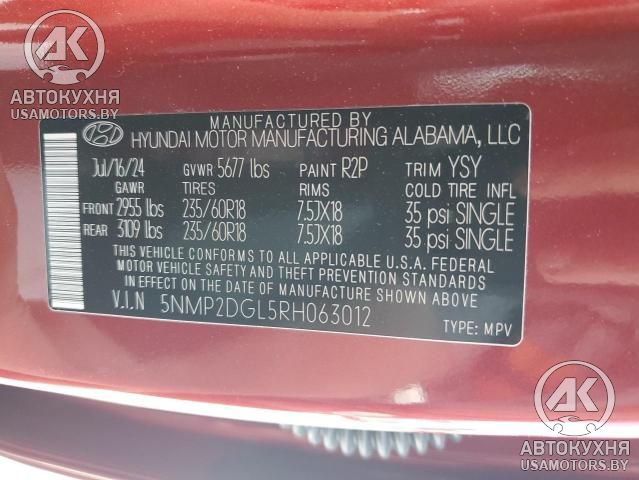 AK
АВТОКУХНЯ
USAMOTORS.BY
MANUFACTURED BY
HYUNDAI MOTOR MANUFACTURING ALABAMA, LLC
Jul/16/24 GVWR 5677 lbs PAINT R2P TRIM YSY
GAWR TIRES RIMS COLD TIRE INFL
FRONT 2955 lbs 235/60R18 7.5JX18 35 psi SINGLE
REAR 3109 lbs 235/60R18 7.5JX18 35 psi SINGLE
THIS VEHICLE CONFORMS TO ALL APPLICABLE U.S.A. FEDERAL
MOTOR VEHICLE SAFETY, BUMPER, AND THEFT PREVENTION STANDARDS
IN EFFECT ON THE DATE OF MANUFACTURE SHOWN ABOVE.
V.I.N 5NMP2DGL5RH063012
TYPE: MPV
AK
АВТОКУХНЯ
USAMOTORS.BY